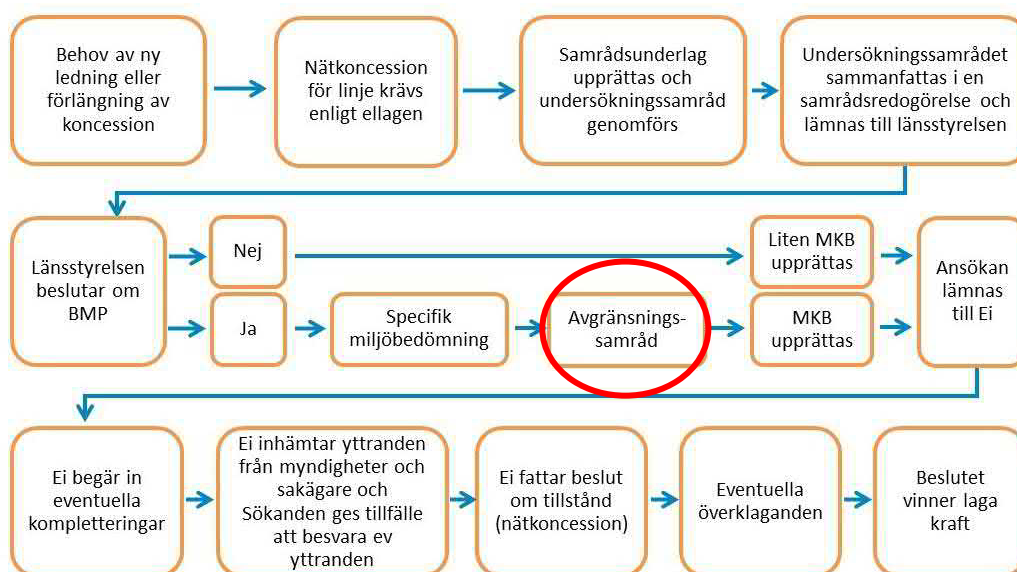 Behov av ny
ledning eller
förlängning av
koncession
Nätkoncession
för linje krävs
enligt ellagen
Samrådsunderlag
upprättas och
undersökningssamråd
genomförs
Undersökningssamrådet
sammanfattas i en
samrådsredogörelse och
lämnas till länsstyrelsen
Länsstyrelsen
beslutar om
BMP
Nej
Liten MKB
upprättas
Ja
Specifik
miljöbedömning
Avgränsnings-
samråd
MKB
upprättas
Ansökan
lämnas
till Ei
Ei begär in
eventuella
kompletteringar
Ei inhämtar yttranden
från myndigheter och
sakägare och
Sökanden ges tillfälle
att besvara ev
yttranden
Ei fattar beslut
om tillstånd
(nätkoncession)
Eventuella
överklaganden
Beslutet
vinner laga
kraft